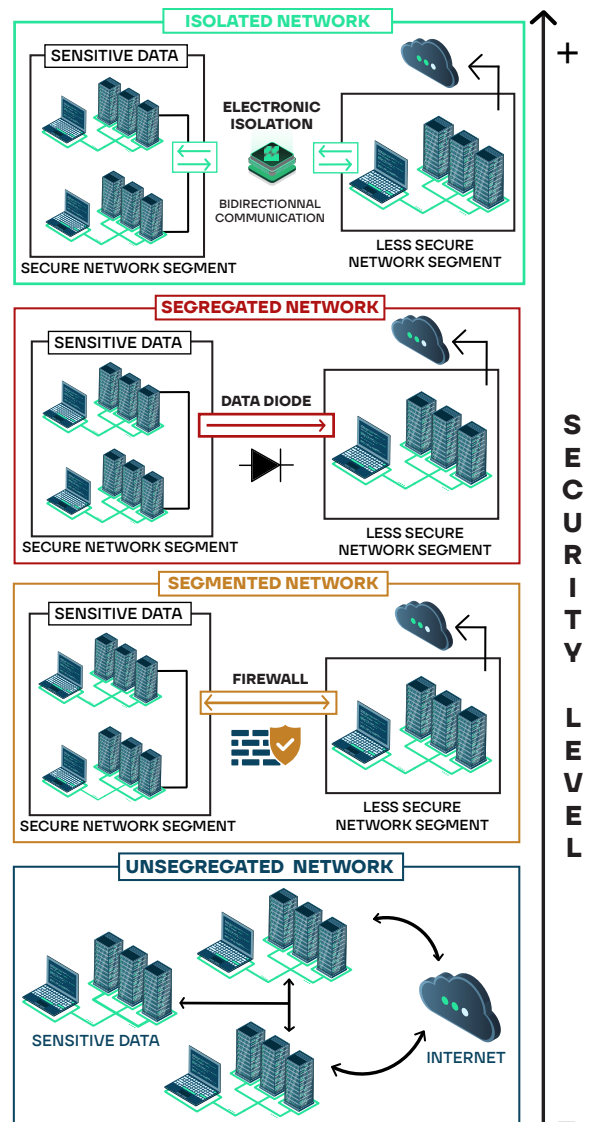 ISOLATED NETWORK
+
SENSITIVE DATA
ELECTRONIC
ISOLATION
BIDIRECTIONNAL
COMMUNICATION
LESS SECURE
NETWORK SEGMENT
SECURE NETWORK SEGMENT
SEGREGATED NETWORK
SENSITIVE DATA
DATA DIODE
LESS SECURE
NETWORK SEGMENT
SECURE NETWORK SEGMENT
SEGMENTED NETWORK
SENSITIVE DATA
FIREWALL
LESS SECURE
NETWORK SEGMENT
SECURE NETWORK SEGMENT
UNSEGREGATED NETWORK
SENSITIVE DATA
INTERNET
SECURITY LEVEL